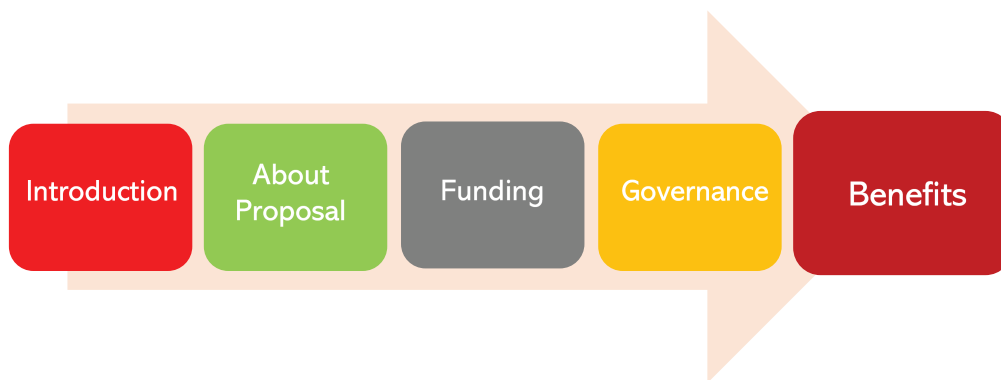 Introduction
About
Proposal
Funding
Governance
Benefits